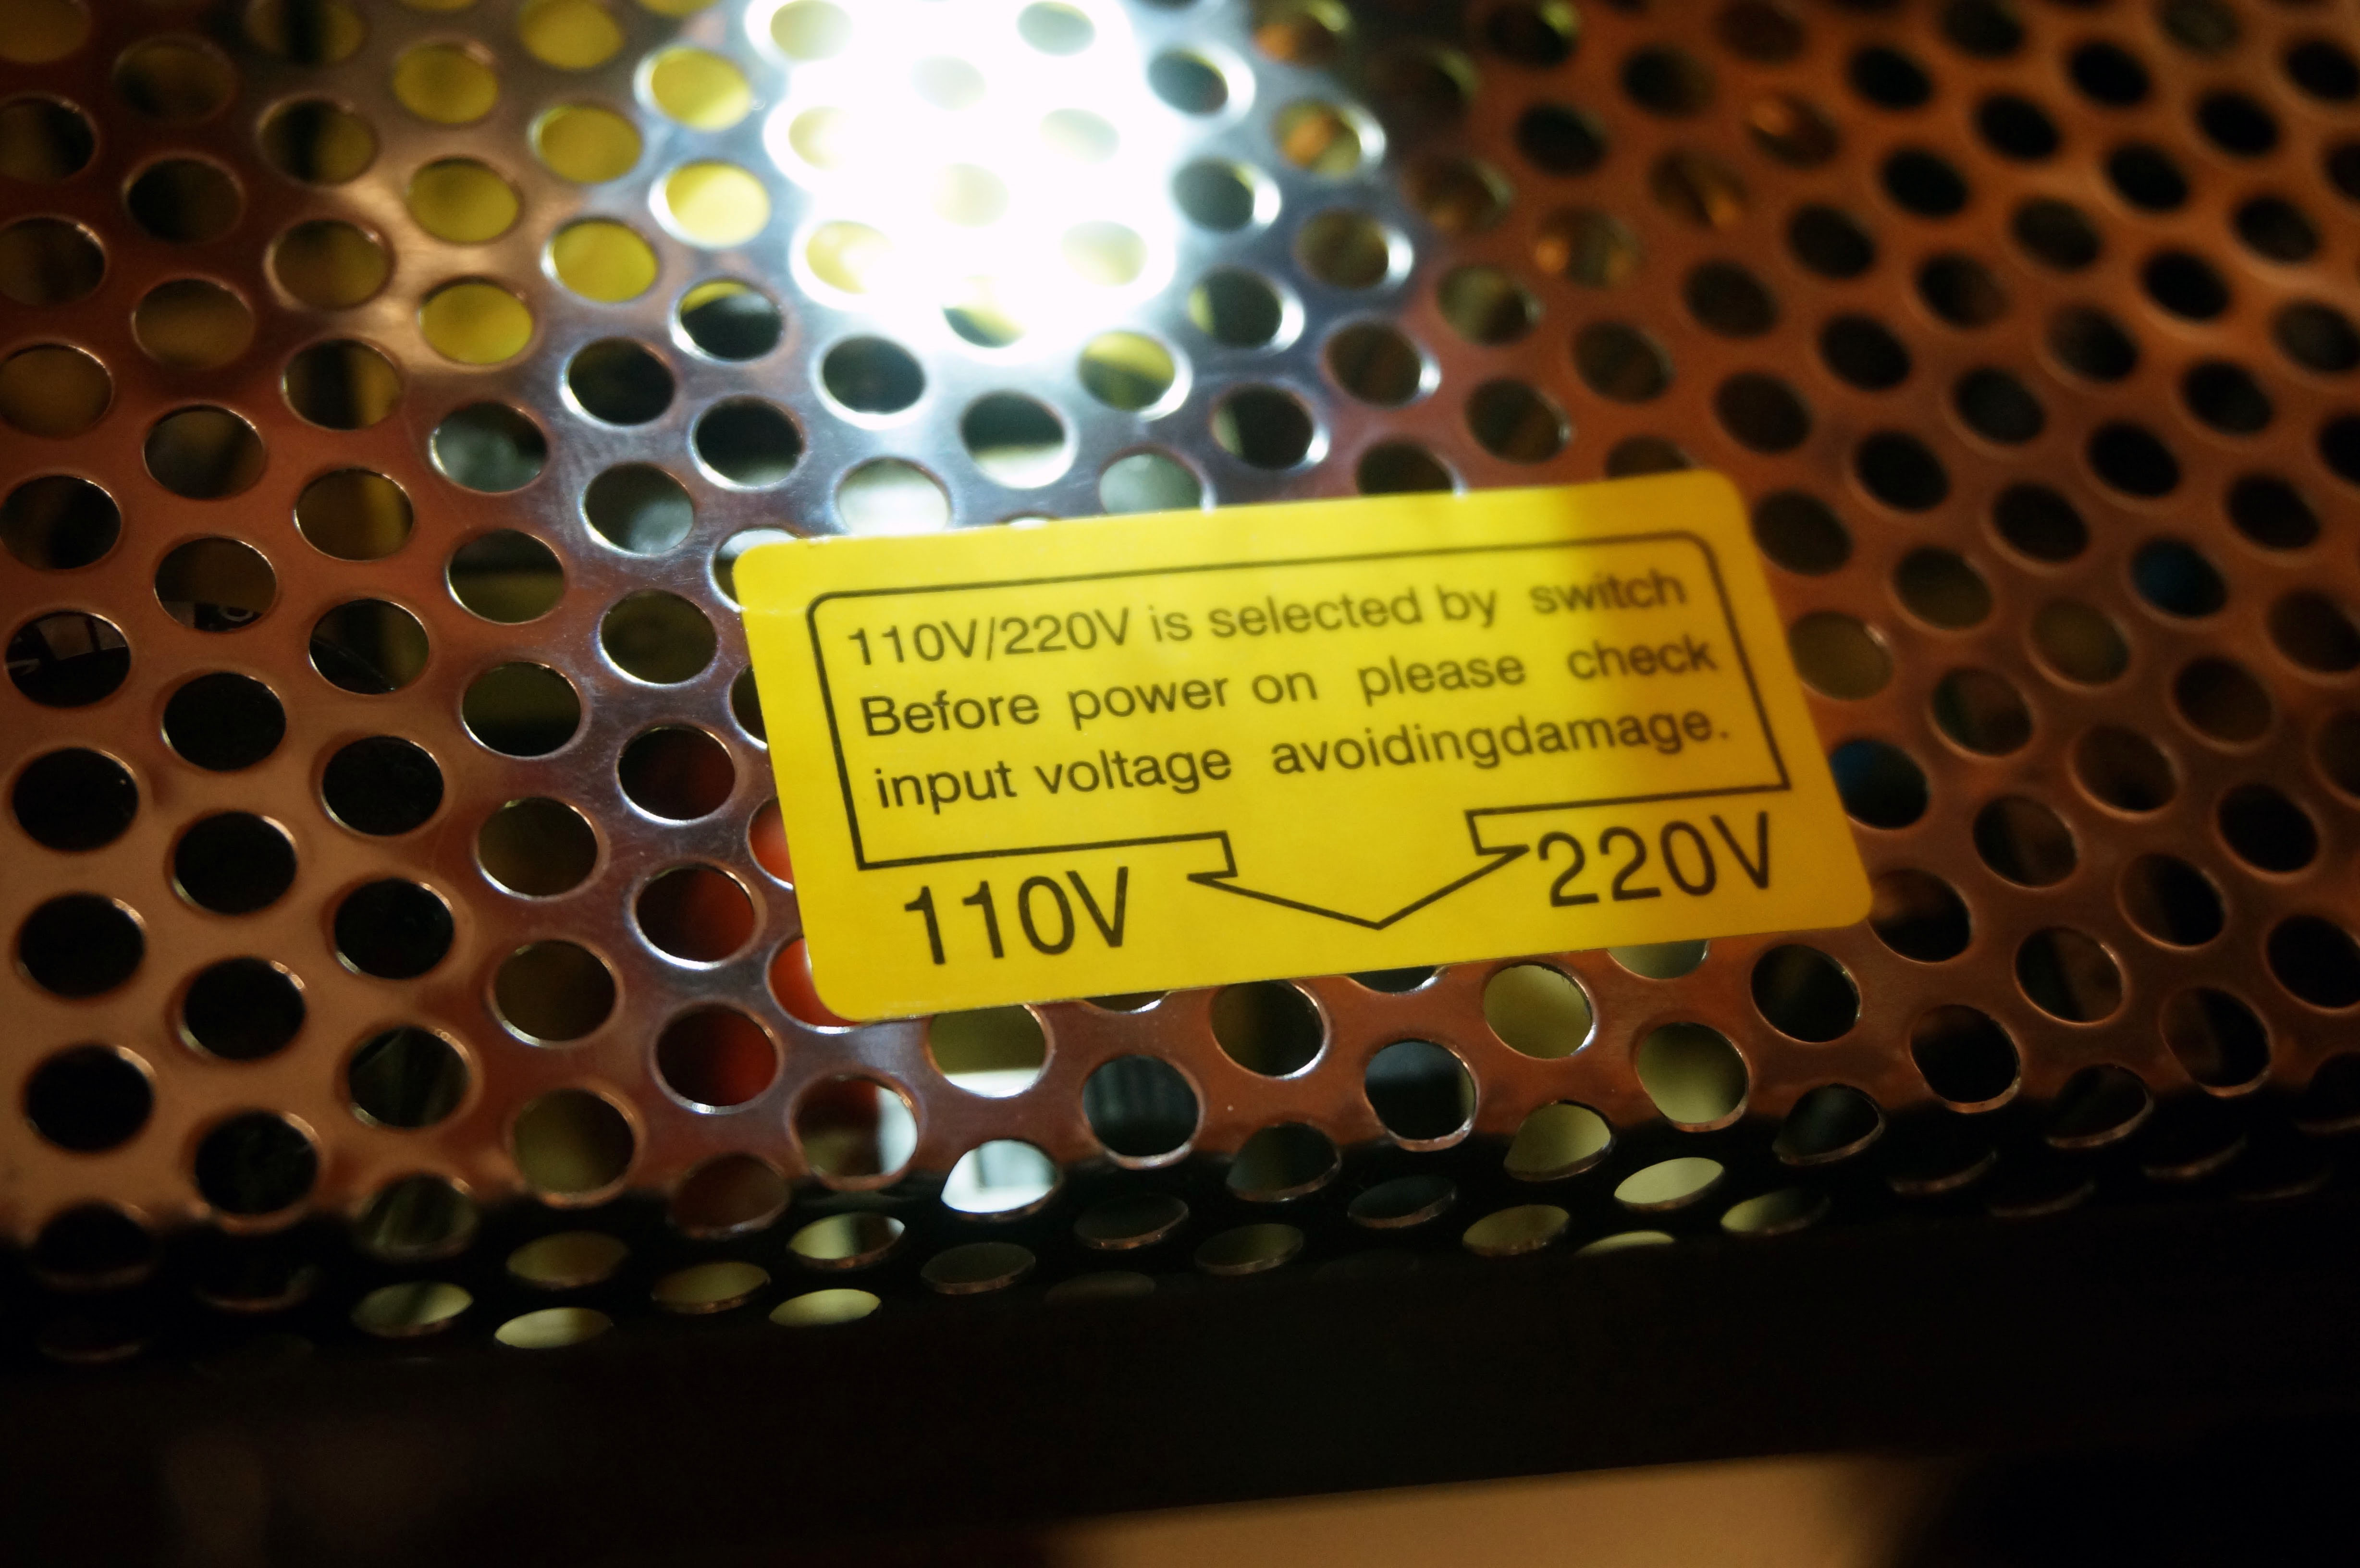 110V/220V is selected by switch
Before power on please check
input voltage avoidingdamage.
110V 220V